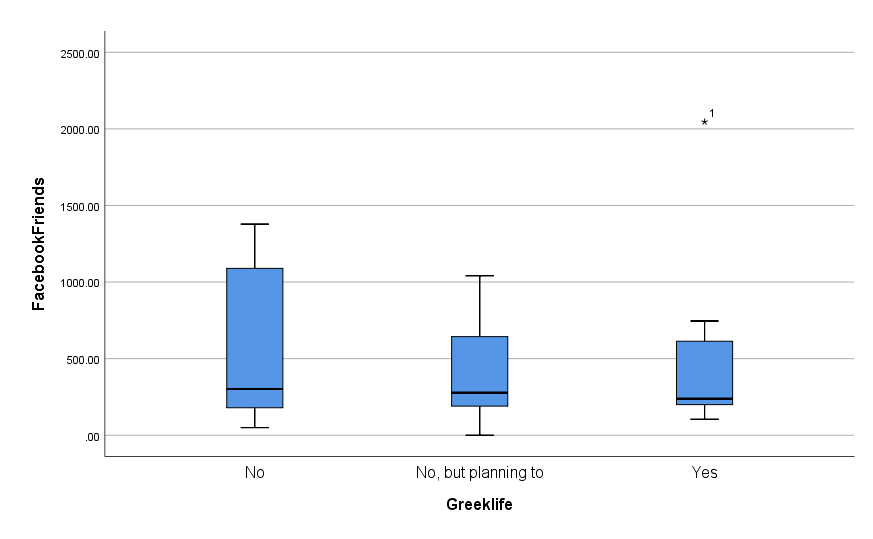 2500.00
2000.00
1500.00
1000.00
500.00
.00
FacebookFriends
* 1
No
No, but planning to
Yes
Greeklife